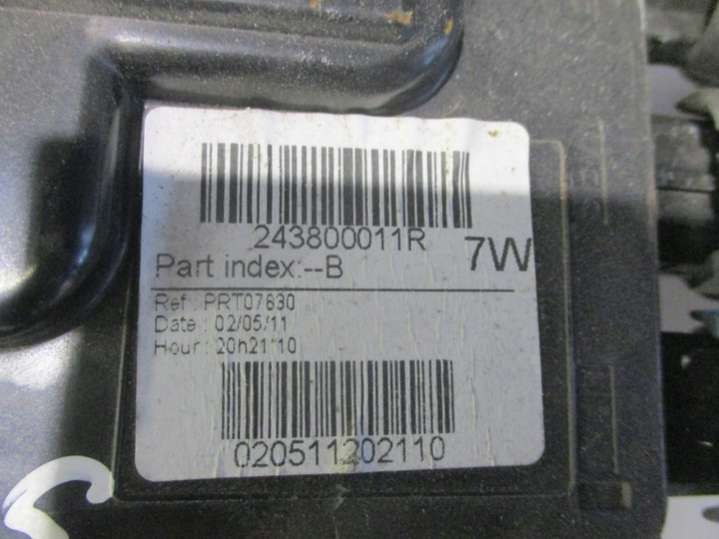 243800011R 7W
Part index:--B
Ref : PRT07630
Date : 02/05/11
Hour : 20h21'10
020511202110